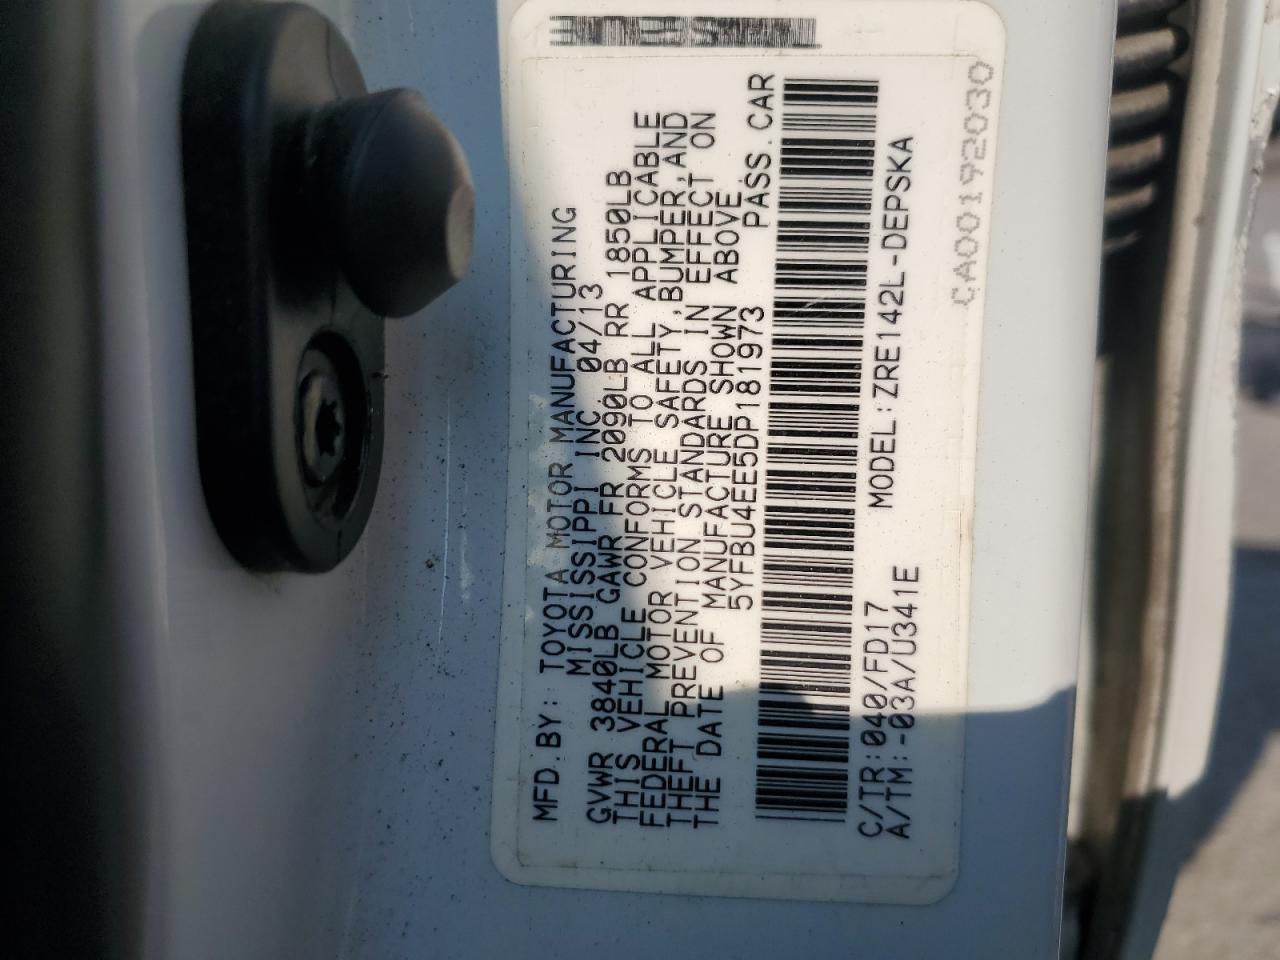 MFD.BY: TOYOTA MOTOR MANUFACTURING
MISSISSIPPI INC 04/13
GVWR 3840LB GAWR FR 2090LB RR 1850LB
THIS VEHICLE CONFORMS TO ALL APPLICABLE
FEDERAL MOTOR VEHICLE SAFETY,BUMPER,AND
THEFT PREVENTION STANDARDS IN EFFECT ON
THE DATE OF MANUFACTURE SHOWN ABOVE.
5YFBU4EE5DP181973 PASS.CAR
C/TR:040/FD17 MODEL:ZRE142L-DEPSKA
A/TM:-03A/U341E
CA00192030